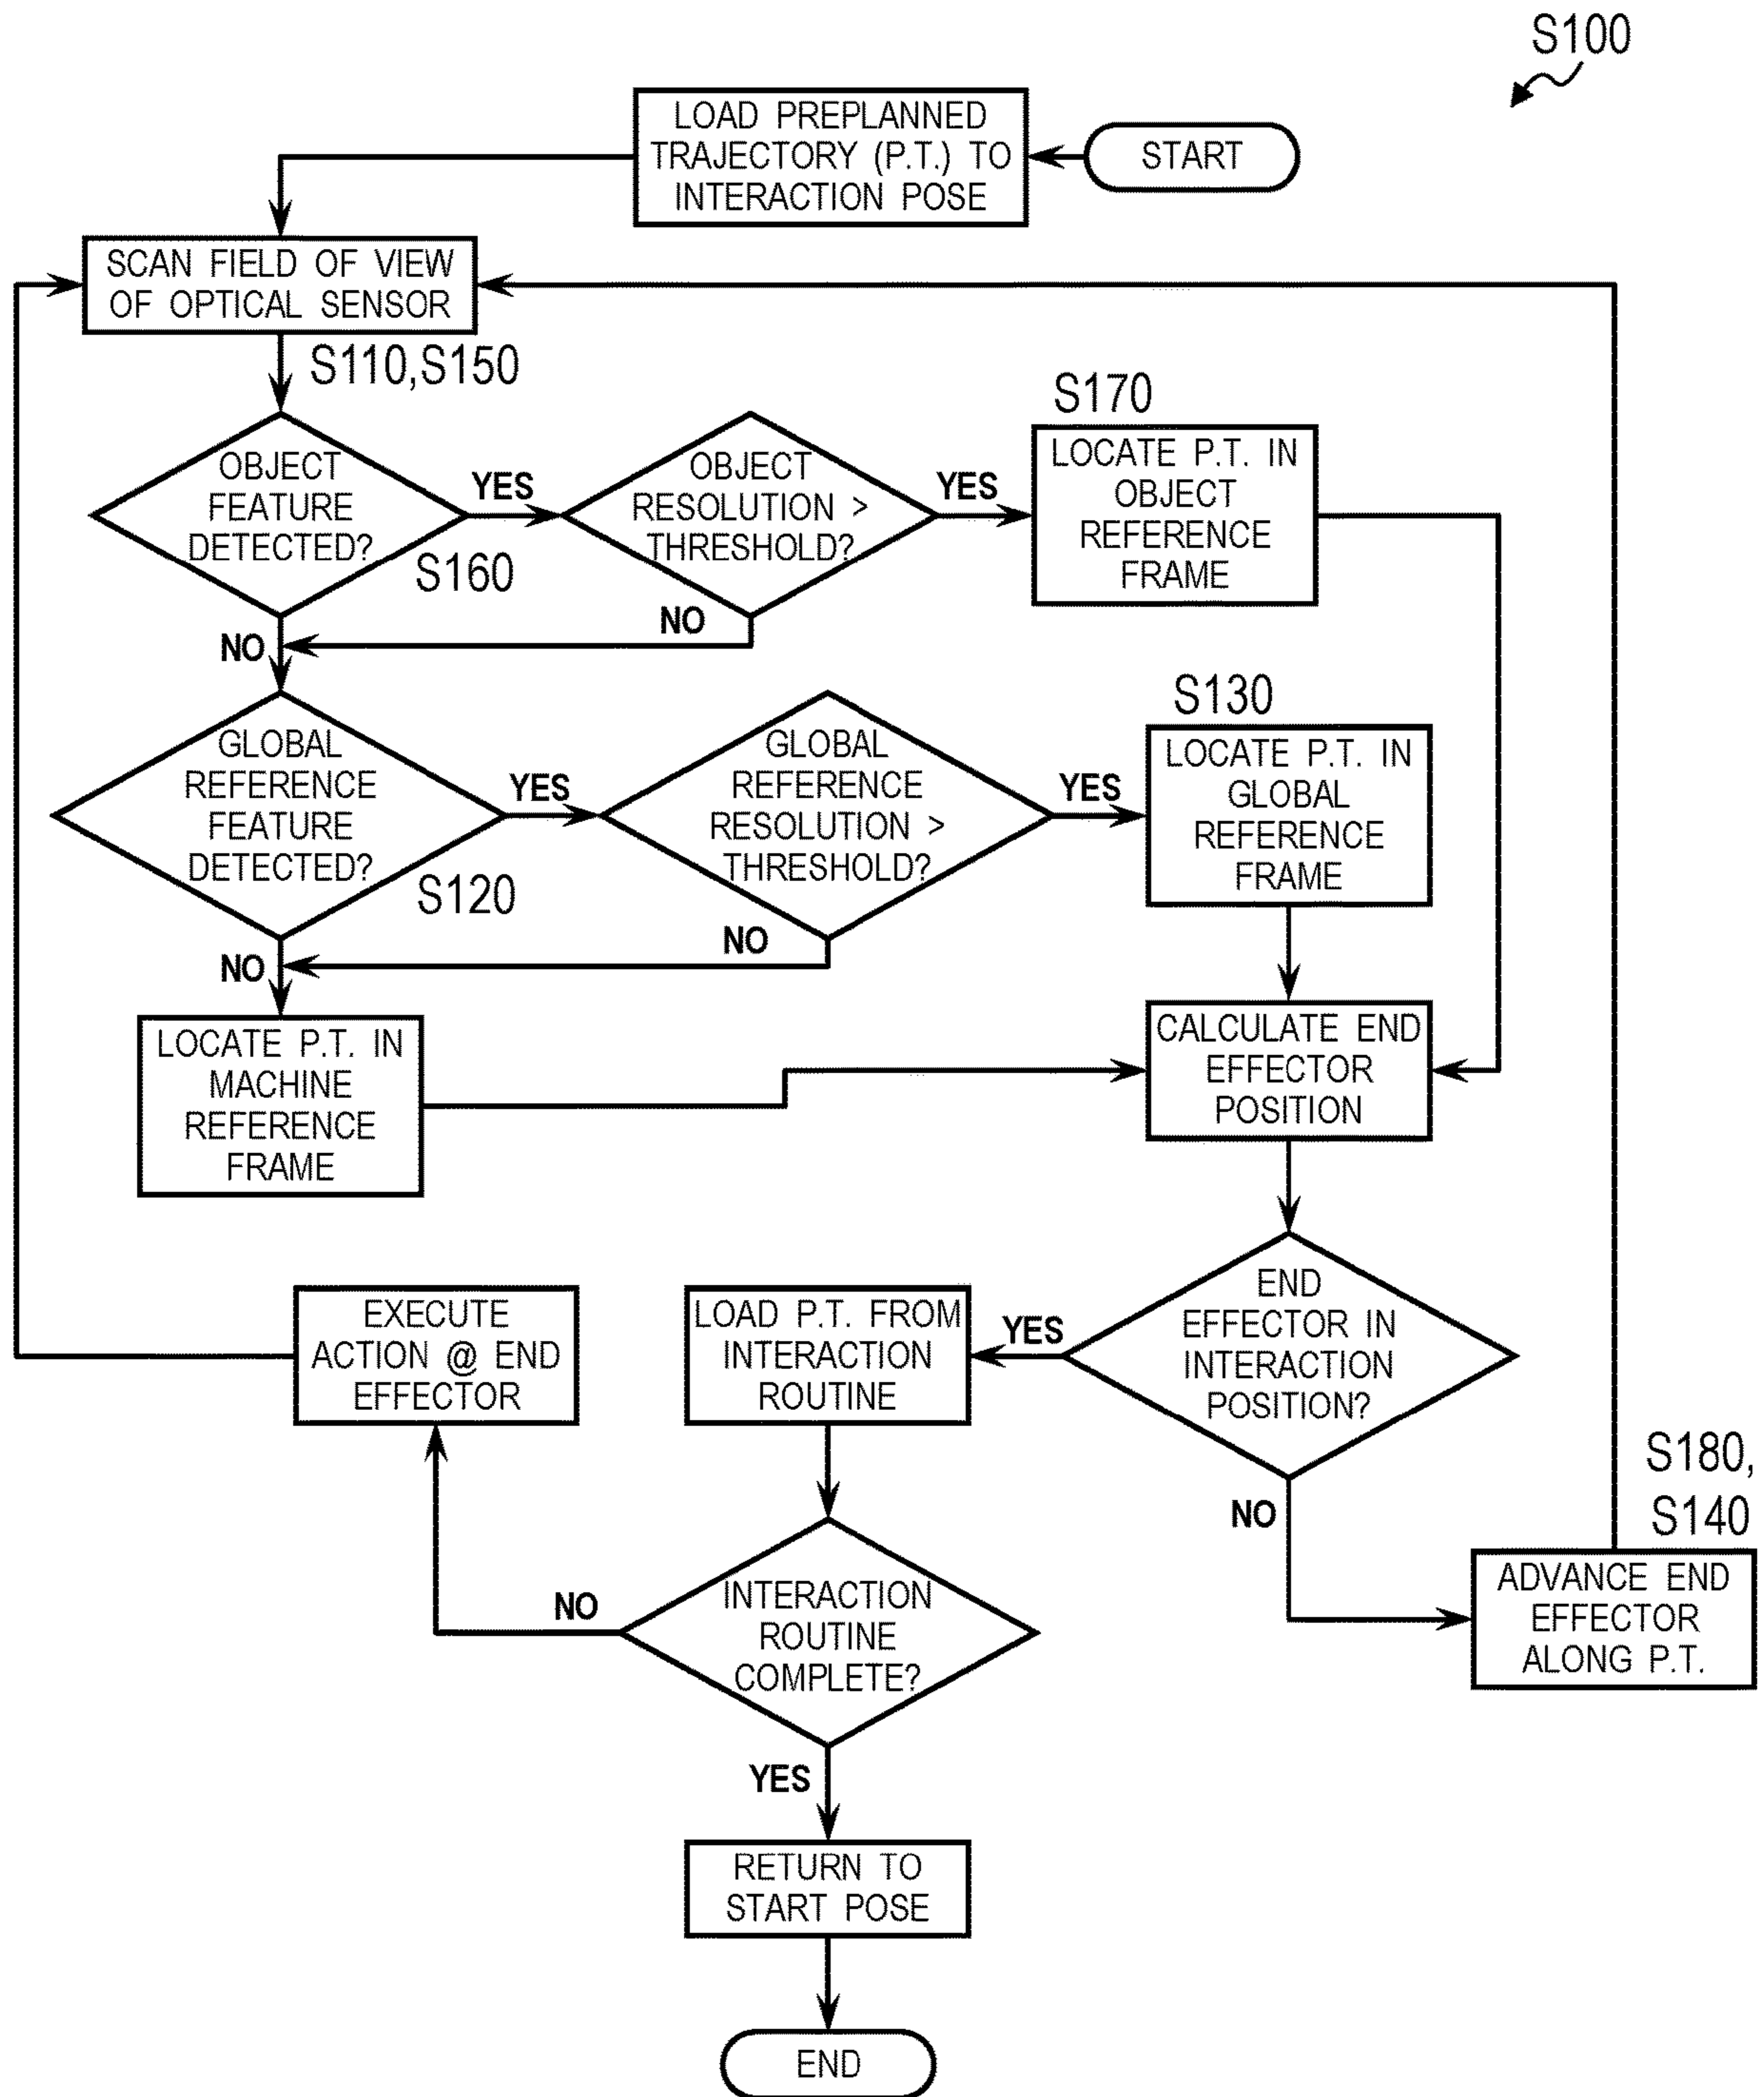 S100
LOAD PREPLANNED
TRAJECTORY (P.T.) TO
INTERACTION POSE
START
SCAN FIELD OF VIEW
OF OPTICAL SENSOR
S110,S150
OBJECT
FEATURE
DETECTED?
YES
S160
NO
OBJECT
RESOLUTION >
THRESHOLD?
YES
NO
S170
LOCATE P.T. IN
OBJECT
REFERENCE
FRAME
GLOBAL
REFERENCE
FEATURE
DETECTED?
YES
S120
NO
GLOBAL
REFERENCE
RESOLUTION >
THRESHOLD?
YES
NO
S130
LOCATE P.T. IN
GLOBAL
REFERENCE
FRAME
LOCATE P.T. IN
MACHINE
REFERENCE
FRAME
CALCULATE END
EFFECTOR
POSITION
END
EFFECTOR IN
INTERACTION
POSITION?
YES
NO
LOAD P.T. FROM
INTERACTION
ROUTINE
EXECUTE
ACTION @ END
EFFECTOR
S180,
S140
ADVANCE END
EFFECTOR
ALONG P.T.
INTERACTION
ROUTINE
COMPLETE?
NO
YES
RETURN TO
START POSE
END